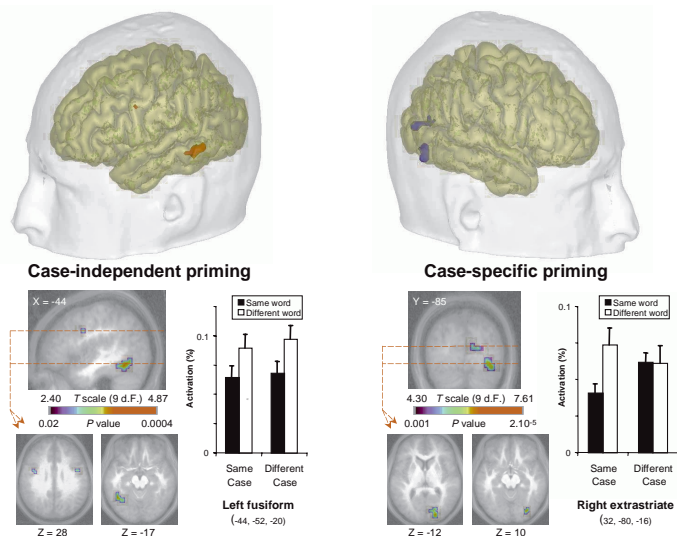 Case-independent priming
X = -44
2.40 T scale (9 d.F.) 4.87
0.02 P value 0.0004
Z = 28
Z = -17
Same word
Different word
0.1
Activation (%)
0
Same Case
Different Case
Left fusiform
(-44, -52, -20)
Case-specific priming
Y = -85
4.30 T scale (9 d.F.) 7.61
0.001 P value 2.10-5
Z = -12
Z = 10
Same word
Different word
0.1
Activation (%)
0
Same Case
Different Case
Right extrastriate
(32, -80, -16)